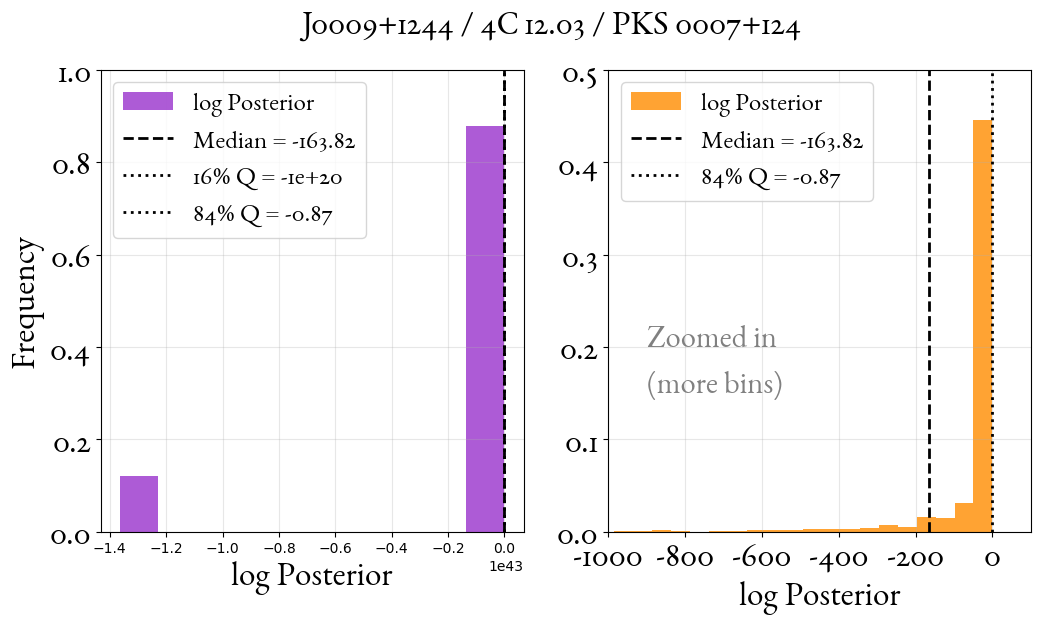 J0009+1244 / 4C 12.03 / PKS 0007+124
1.0
0.8
0.6
0.4
0.2
0.0
Frequency
log Posterior
Median = -163.82
16% Q = -1e+20
84% Q = -0.87
−1.4 −1.2 −1.0 −0.8 −0.6 −0.4 −0.2 0.0
1e43
log Posterior
0.5
0.4
0.3
0.2
0.1
0.0
log Posterior
Median = -163.82
84% Q = -0.87
Zoomed in
(more bins)
-1000 -800 -600 -400 -200 0
log Posterior